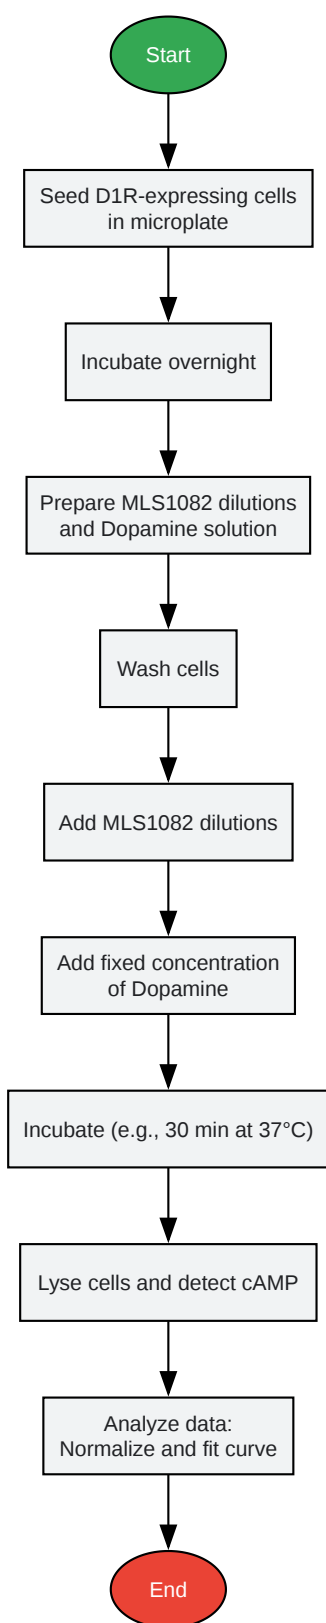 Start
Seed D1R-expressing cells
in microplate
Incubate overnight
Prepare MLS1082 dilutions
and Dopamine solution
Wash cells
Add MLS1082 dilutions
Add fixed concentration
of Dopamine
Incubate (e.g., 30 min at 37°C)
Lyse cells and detect cAMP
Analyze data:
Normalize and fit curve
End